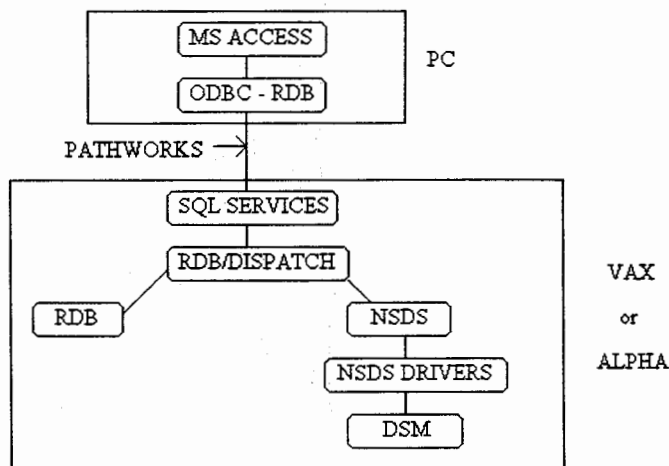 MS ACCESS
PC
ODBC - RDB
PATHWORKS
SQL SERVICES
RDB/DISPATCH
VAX
or
ALPHA
RDB
NSDS
NSDS DRIVERS
DSM